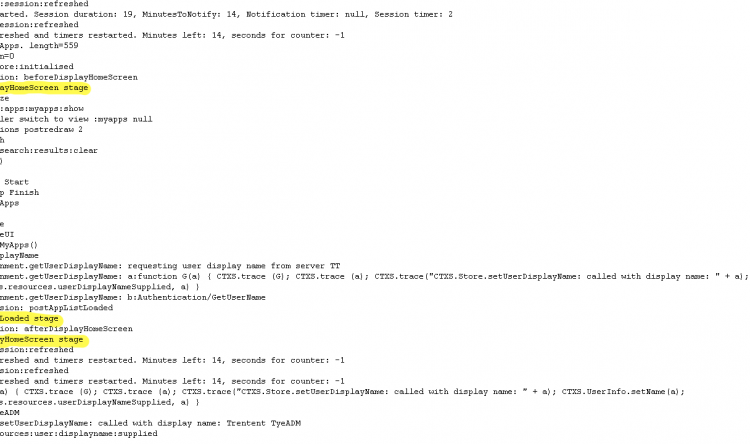 :session:refreshed
arted. Session duration: 19, MinutesToNotify: 14, Notification timer: null, Session timer: 2
ession:refreshed
reshed and timers restarted. Minutes left: 14, seconds for counter: -1
Apps. length=559
n=0
ore:initialised
ion: beforeDisplayHomeScreen
ayHomeScreen stage
ze
:apps:myapps:show
ler switch to view :myapps null
ions postredraw 2
h
search:results:clear
)
Start
p Finish
Apps
e
eUI
MyApps()
playName
nment.getUserDisplayName: requesting user display name from server TT
nment.getUserDisplayName: a:function G(a) { CTXS.trace (G); CTXS.trace (a); CTXS.trace("CTXS.Store.setUserDisplayName: called with display name: " + a);
s.resources.userDisplayNameSupplied, a) }
nment.getUserDisplayName: b:Authentication/GetUserName
sion: postAppListLoaded
Loaded stage
ion: afterDisplayHomeScreen
yHomeScreen stage
ssion:refreshed
reshed and timers restarted. Minutes left: 14, seconds for counter: -1
sion:refreshed
reshed and timers restarted. Minutes left: 14, seconds for counter: -1
a) { CTXS.trace (G); CTXS.trace (a); CTXS.trace("CTXS.Store.setUserDisplayName: called with display name: " + a); CTXS.UserInfo.setName(a);
s.resources.userDisplayNameSupplied, a) }
eADM
setUserDisplayName: called with display name: Trentent TyeADM
ources:user:displayname:supplied